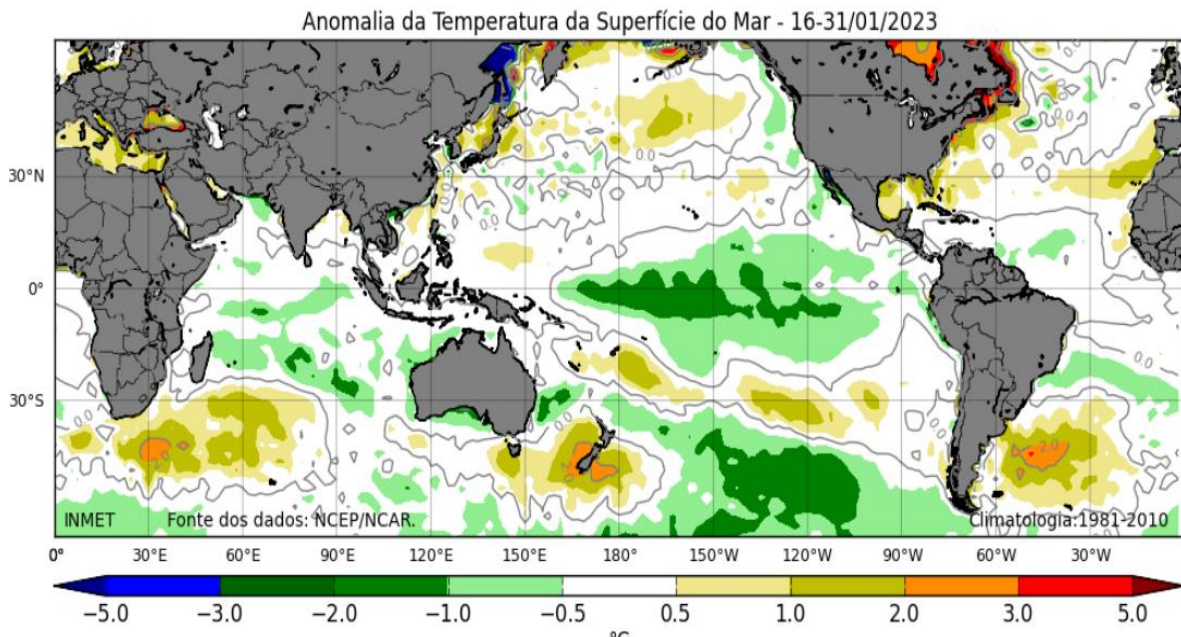 Anomalia da Temperatura da Superfície do Mar - 16-31/01/2023
30°N
0°
30°S
INMET Fonte dos dados: NCEP/NCAR. Climatologia:1981-2010
0° 30°E 60°E 90°E 120°E 150°E 180 150°W 120°W 90°W 60°W 30°W
−5.0 −3.0 −2.0 −1.0 −0.5 0.5 1.0 2.0 3.0 5.0